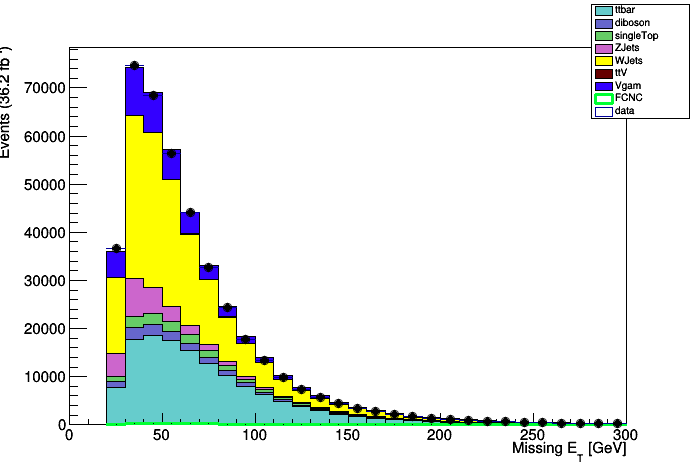 ttbar
diboson
singleTop
ZJets
WJets
ttV
Vgam
FCNC
data
Events (36.2 fb⁻¹)
70000
60000
50000
40000
30000
20000
10000
0
0 50 100 150 200 250 300
Missing E_T [GeV]